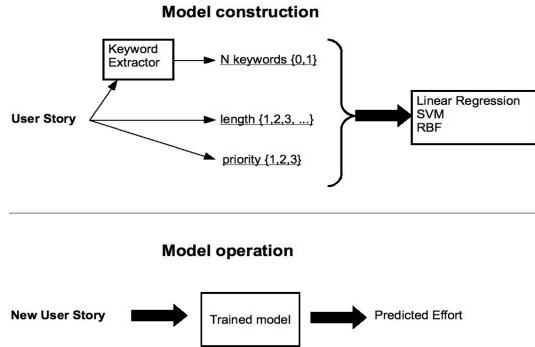 Model construction
Keyword
Extractor
N keywords {0,1}
User Story
length {1,2,3, ...}
priority {1,2,3}
Linear Regression
SVM
RBF
Model operation
New User Story
Trained model
Predicted Effort